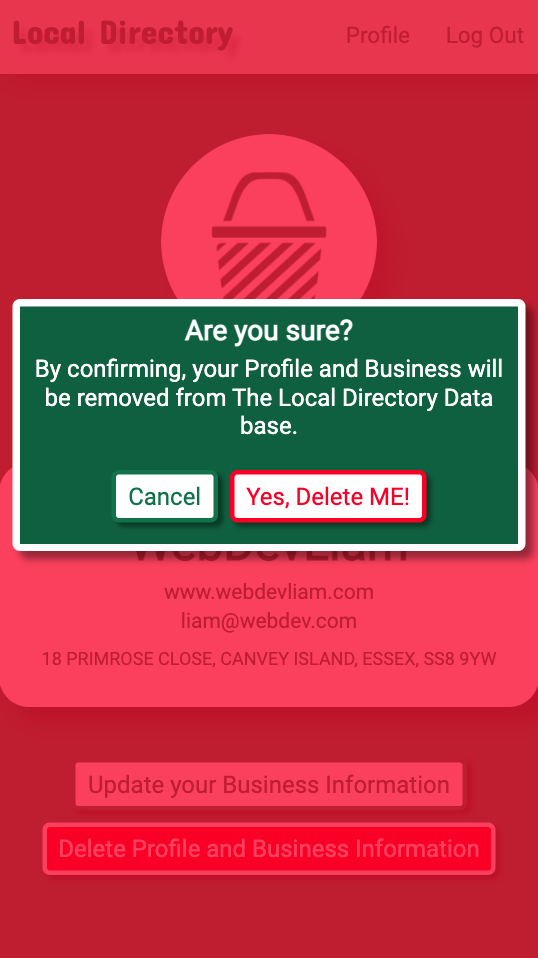 Local Directory
Profile
Log Out
Are you sure?
By confirming, your Profile and Business will
be removed from The Local Directory Data
base.
Cancel
Yes, Delete ME!
WebDevLiam
www.webdevliam.com
liam@webdev.com
18 PRIMROSE CLOSE, CANVEY ISLAND, ESSEX, SS8 9YW
Update your Business Information
Delete Profile and Business Information